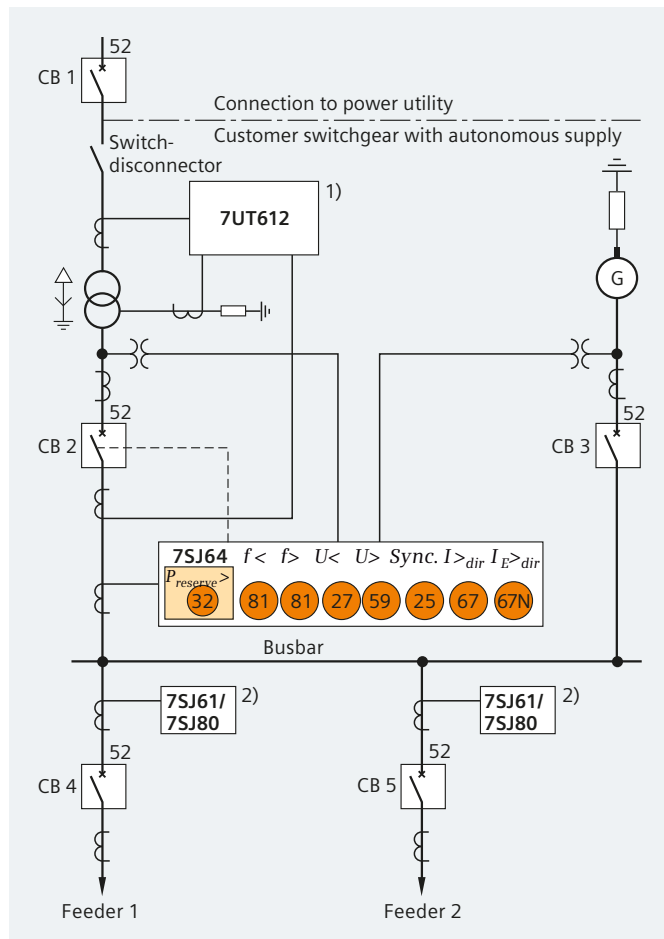 52
CB 1
Connection to power utility
Customer switchgear with autonomous supply
Switch-
disconnector
1)
7UT612
G
52
CB 2
52
CB 3
7SJ64 f< f> U< U> Sync. I>dir IE>dir
Preserve>
32 81 81 27 59 25 67 67N
Busbar
7SJ61/
7SJ80
2)
7SJ61/
7SJ80
2)
52
CB 4
52
CB 5
Feeder 1
Feeder 2